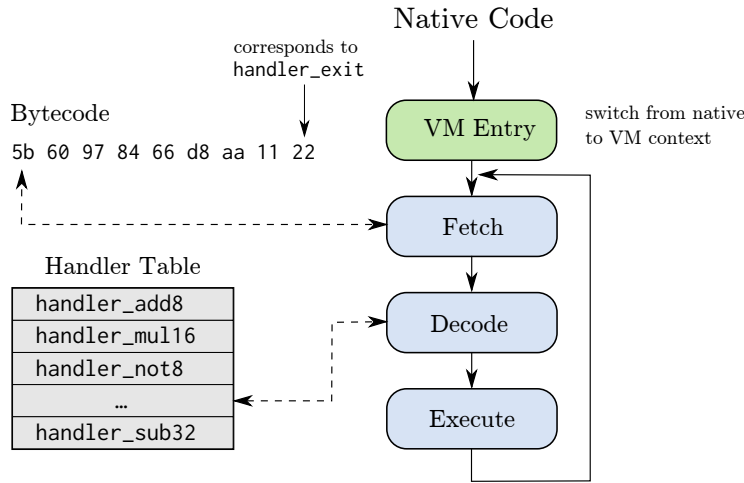 Native Code
corresponds to
handler_exit
Bytecode
5b 60 97 84 66 d8 aa 11 22
VM Entry
switch from native
to VM context
Fetch
Handler Table
handler_add8
handler_mul16
handler_not8
…
handler_sub32
Decode
Execute